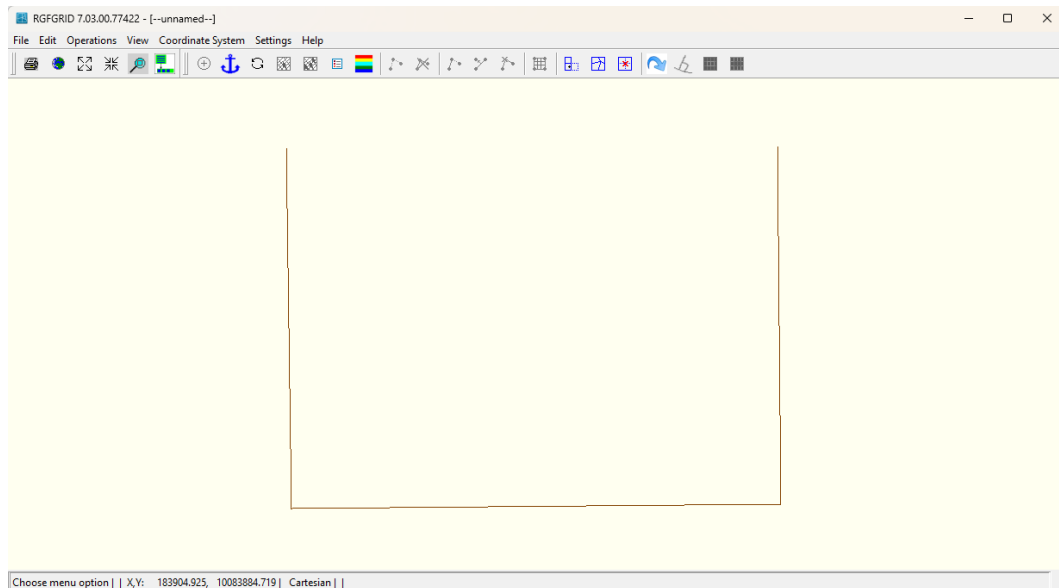 RGFGRID 7.03.00.77422 - [--unnamed--]
File Edit Operations View Coordinate System Settings Help
Choose menu option | | X,Y: 183904.925, 10083884.719 | Cartesian | |